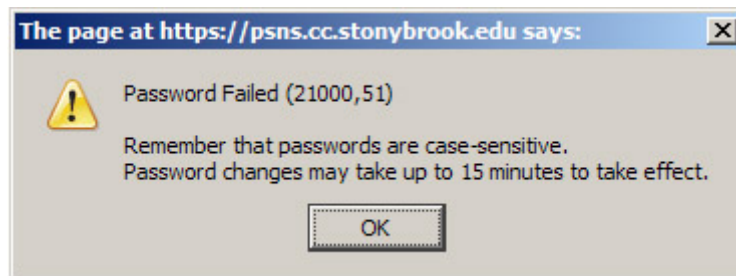 The page at https://psns.cc.stonybrook.edu says:
Password Failed (21000,51)
Remember that passwords are case-sensitive.
Password changes may take up to 15 minutes to take effect.
OK